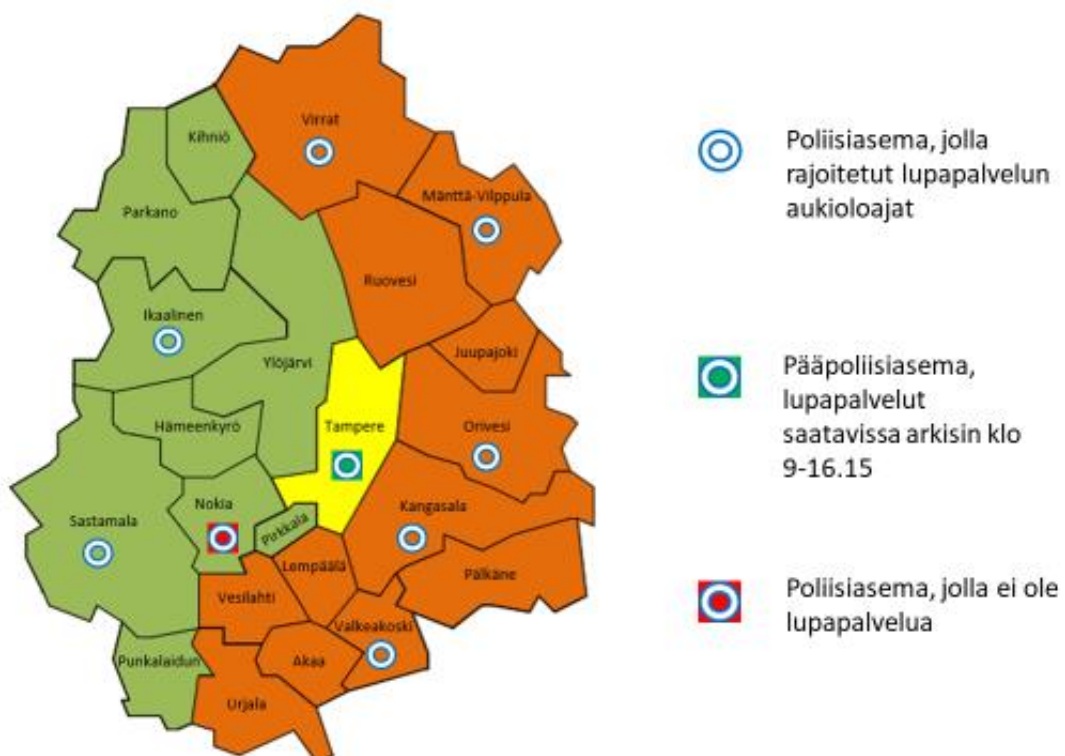 Virrat
Kihniö
Mänttä-Vilppula
Parkano
Ruovesi
Ikaalinen
Juupajoki
Ylöjärvi
Hämeenkyrö
Tampere
Orivesi
Nokia
Kangasala
Sastamala
Pirkkala
Lempäälä
Pälkäne
Vesilahti
Valkeakoski
Punkalaidun
Akaa
Urjala
Poliisiasema, jolla
rajoitetut lupapalvelun
aukioloajat
Pääpoliisiasema,
lupapalvelut
saatavissa arkisin klo
9-16.15
Poliisiasema, jolla ei ole
lupapalvelua